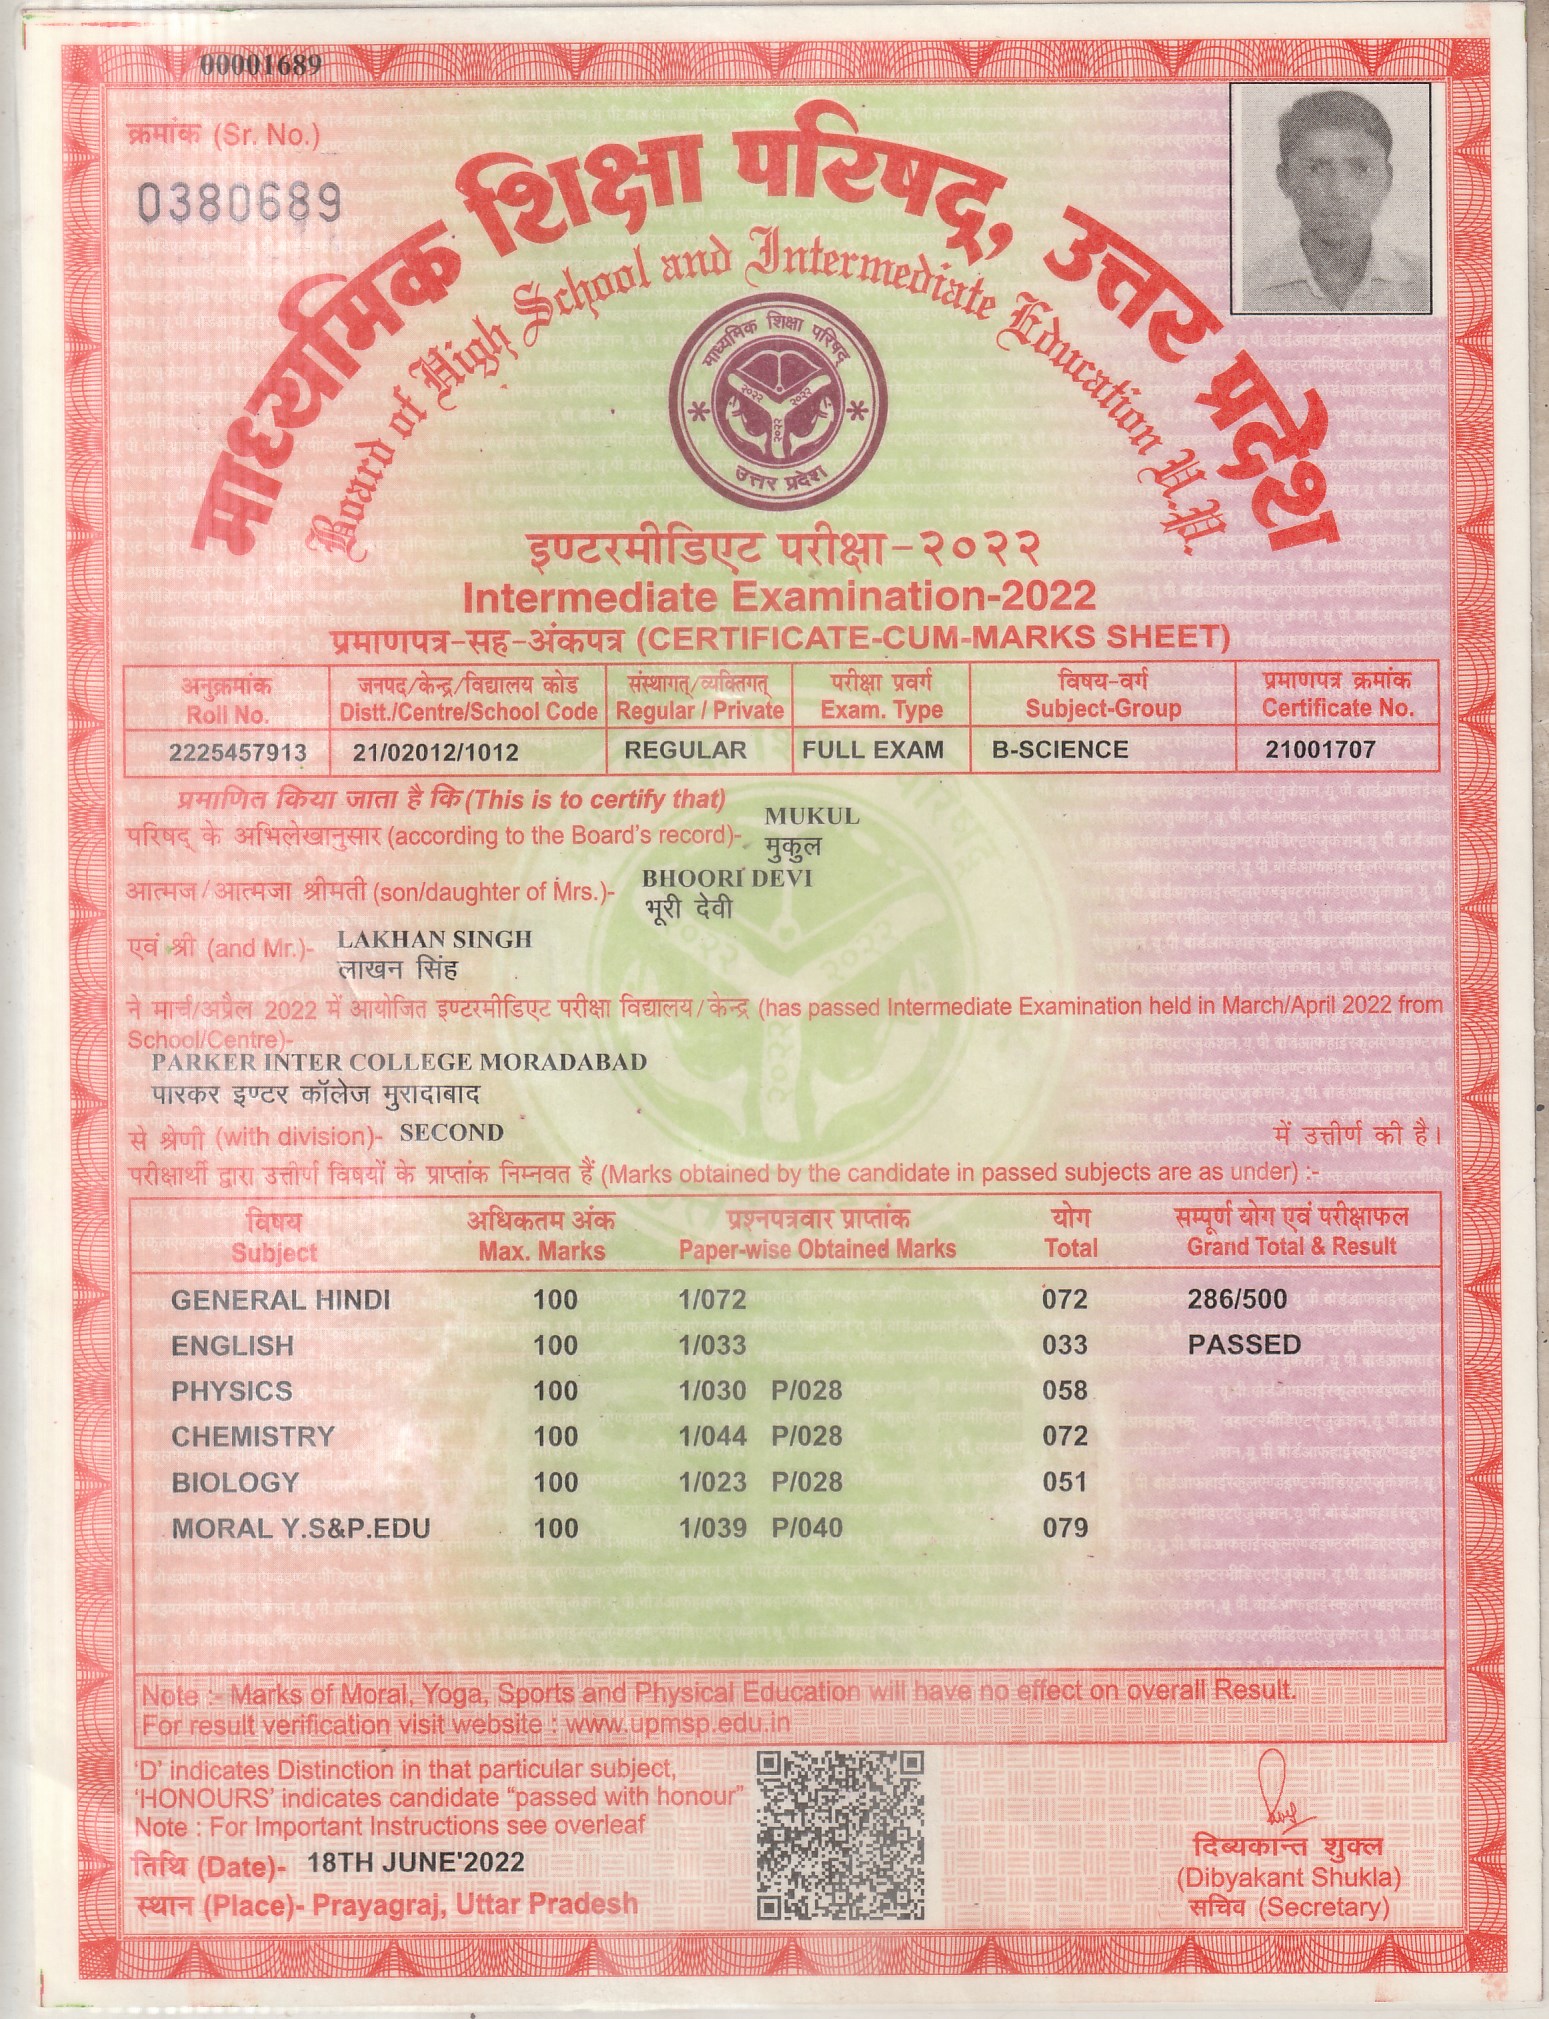 00001689
क्रमांक (Sr. No.)
0380689
माध्यमिक शिक्षा परिषद्, उत्तर प्रदेश
Board of High School and Intermediate Education U.P.
माध्यमिक शिक्षा परिषद्
२०२२ २०२२
२०२२
उत्तर प्रदेश
इण्टरमीडिएट परीक्षा-२०२२
Intermediate Examination-2022
प्रमाणपत्र-सह-अंकपत्र (CERTIFICATE-CUM-MARKS SHEET)
अनुक्रमांक जनपद/केन्द्र/विद्यालय कोड संस्थागत्/व्यक्तिगत् परीक्षा प्रवर्ग विषय-वर्ग प्रमाणपत्र क्रमांक
Roll No. Distt./Centre/School Code Regular / Private Exam. Type Subject-Group Certificate No.
2225457913 21/02012/1012 REGULAR FULL EXAM B-SCIENCE 21001707
प्रमाणित किया जाता है कि (This is to certify that)
MUKUL
परिषद् के अभिलेखानुसार (according to the Board's record)-
मुकुल
BHOORI DEVI
आत्मज/आत्मजा श्रीमती (son/daughter of Mrs.)-
भूरी देवी
LAKHAN SINGH
एवं श्री (and Mr.)-
लाखन सिंह
ने मार्च/अप्रैल 2022 में आयोजित इण्टरमीडिएट परीक्षा विद्यालय/केन्द्र (has passed Intermediate Examination held in March/April 2022 from
School/Centre)-
PARKER INTER COLLEGE MORADABAD
पारकर इण्टर कॉलेज मुरादाबाद
से श्रेणी (with division)- SECOND में उत्तीर्ण की है।
परीक्षार्थी द्वारा उत्तीर्ण विषयों के प्राप्तांक निम्नवत हैं (Marks obtained by the candidate in passed subjects are as under) :-
विषय अधिकतम अंक प्रश्नपत्रवार प्राप्तांक योग सम्पूर्ण योग एवं परीक्षाफल
Subject Max. Marks Paper-wise Obtained Marks Total Grand Total & Result
GENERAL HINDI 100 1/072 072 286/500
ENGLISH 100 1/033 033 PASSED
PHYSICS 100 1/030 P/028 058
CHEMISTRY 100 1/044 P/028 072
BIOLOGY 100 1/023 P/028 051
MORAL Y.S&P.EDU 100 1/039 P/040 079
Note :- Marks of Moral, Yoga, Sports and Physical Education will have no effect on overall Result.
For result verification visit website : www.upmsp.edu.in
'D' indicates Distinction in that particular subject,
'HONOURS' indicates candidate "passed with honour"
Note : For Important Instructions see overleaf
तिथि (Date)- 18TH JUNE'2022
स्थान (Place)- Prayagraj, Uttar Pradesh
दिब्यकान्त शुक्ल
(Dibyakant Shukla)
सचिव (Secretary)